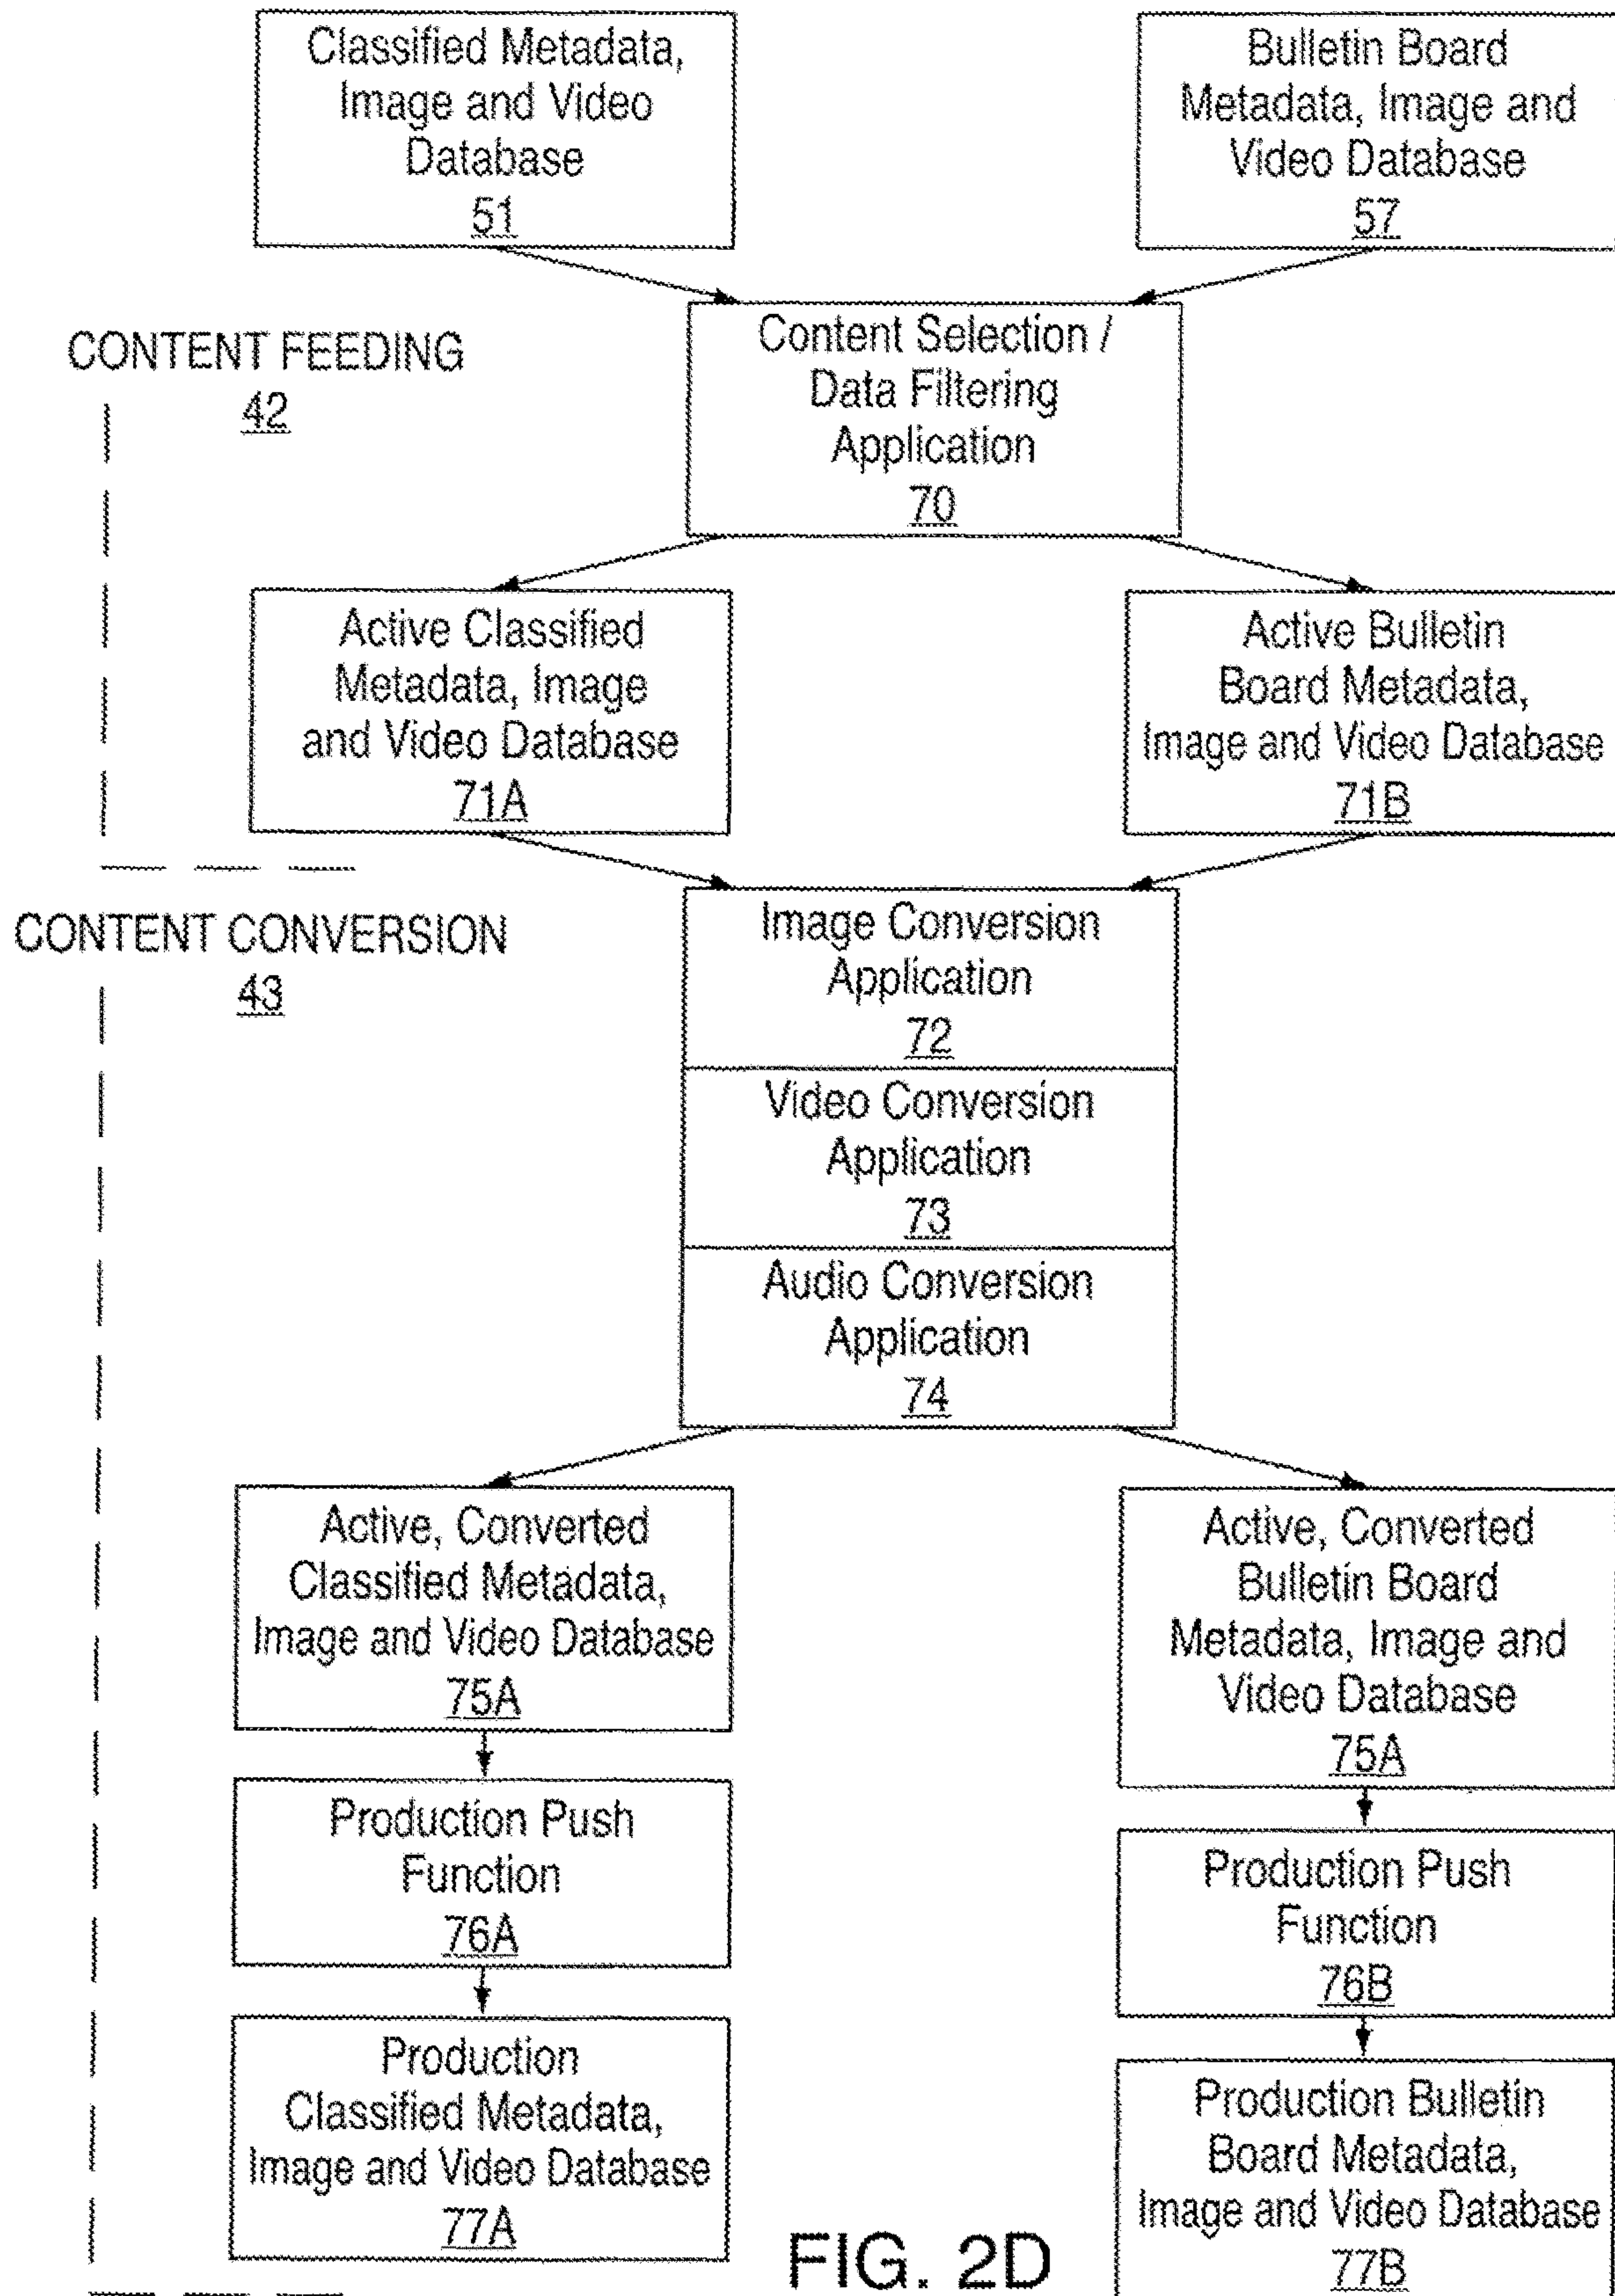 Classified Metadata,
Image and Video
Database
51
Bulletin Board
Metadata, Image and
Video Database
57
CONTENT FEEDING
42
Content Selection /
Data Filtering
Application
70
Active Classified
Metadata, Image
and Video Database
71A
Active Bulletin
Board Metadata,
Image and Video Database
71B
CONTENT CONVERSION
43
Image Conversion
Application
72
Video Conversion
Application
73
Audio Conversion
Application
74
Active, Converted
Classified Metadata,
Image and Video Database
75A
Active, Converted
Bulletin Board
Metadata, Image and
Video Database
75A
Production Push
Function
76A
Production Push
Function
76B
Production
Classified Metadata,
Image and Video Database
77A
Production Bulletin
Board Metadata,
Image and Video Database
77B
FIG. 2D